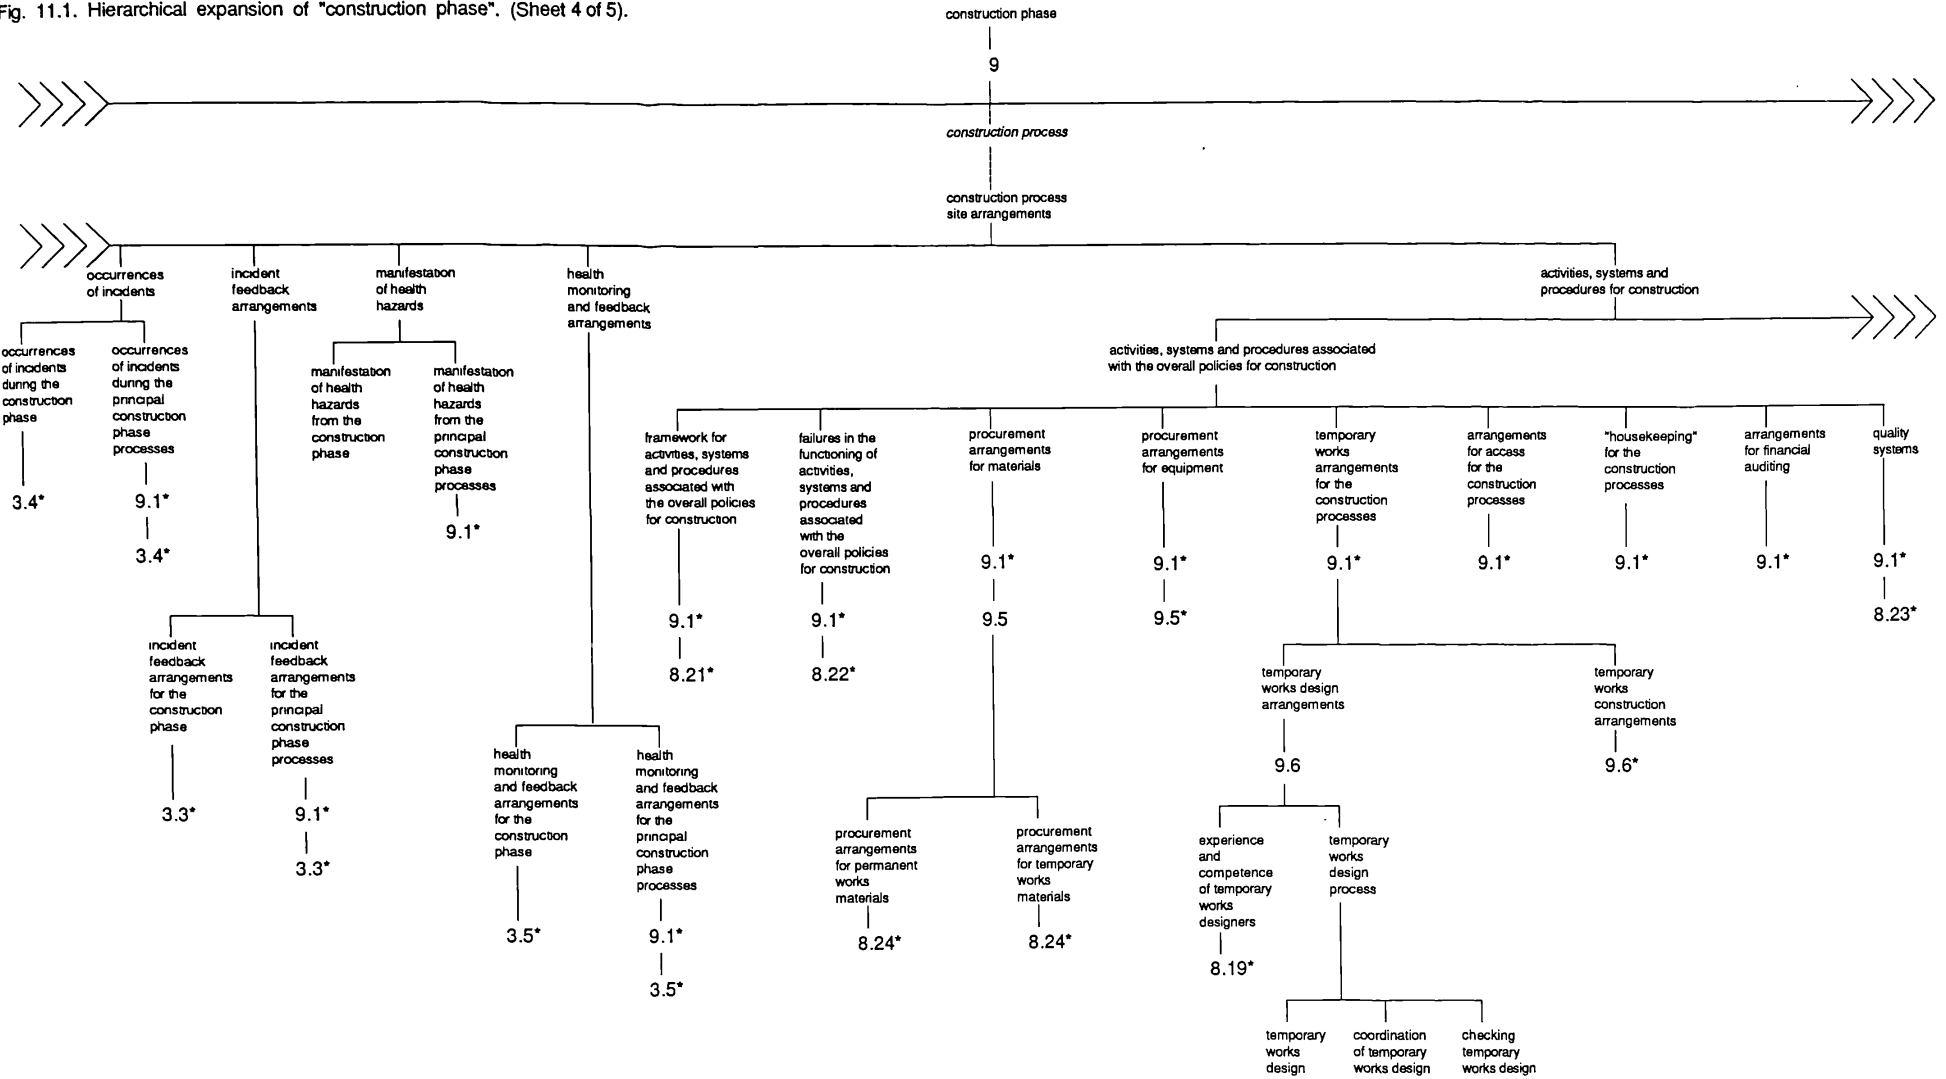 Fig. 11.1. Hierarchical expansion of "construction phase". (Sheet 4 of 5).
construction phase
9
construction process
construction process
site arrangements
occurrences
of incidents
incident
feedback
arrangements
manifestation
of health
hazards
health
monitoring
and feedback
arrangements
activities, systems and
procedures for construction
occurrences
of incidents
during the
construction
phase
3.4*
occurrences
of incidents
during the
principal
construction
phase
processes
9.1*
3.4*
manifestation
of health
hazards
from the
construction
phase
manifestation
of health
hazards
from the
principal
construction
phase
processes
9.1*
activities, systems and procedures associated
with the overall policies for construction
framework for
activities, systems
and procedures
associated with
the overall policies
for construction
9.1*
8.21*
failures in the
functioning of
activities,
systems and
procedures
associated
with the
overall policies
for construction
9.1*
8.22*
procurement
arrangements
for materials
9.1*
9.5
procurement
arrangements
for equipment
9.1*
9.5*
temporary
works
arrangements
for the
construction
processes
9.1*
arrangements
for access
for the
construction
processes
9.1*
"housekeeping"
for the
construction
processes
9.1*
arrangements
for financial
auditing
9.1*
quality
systems
9.1*
8.23*
incident
feedback
arrangements
for the
construction
phase
3.3*
incident
feedback
arrangements
for the
principal
construction
phase
processes
9.1*
3.3*
health
monitoring
and feedback
arrangements
for the
construction
phase
3.5*
health
monitoring
and feedback
arrangements
for the
principal
construction
phase
processes
9.1*
3.5*
procurement
arrangements
for permanent
works
materials
8.24*
procurement
arrangements
for temporary
works
materials
8.24*
temporary
works design
arrangements
9.6
temporary
works
construction
arrangements
9.6*
experience
and
competence
of temporary
works
designers
8.19*
temporary
works
design
process
temporary
works
design
coordination
of temporary
works design
checking
temporary
works design